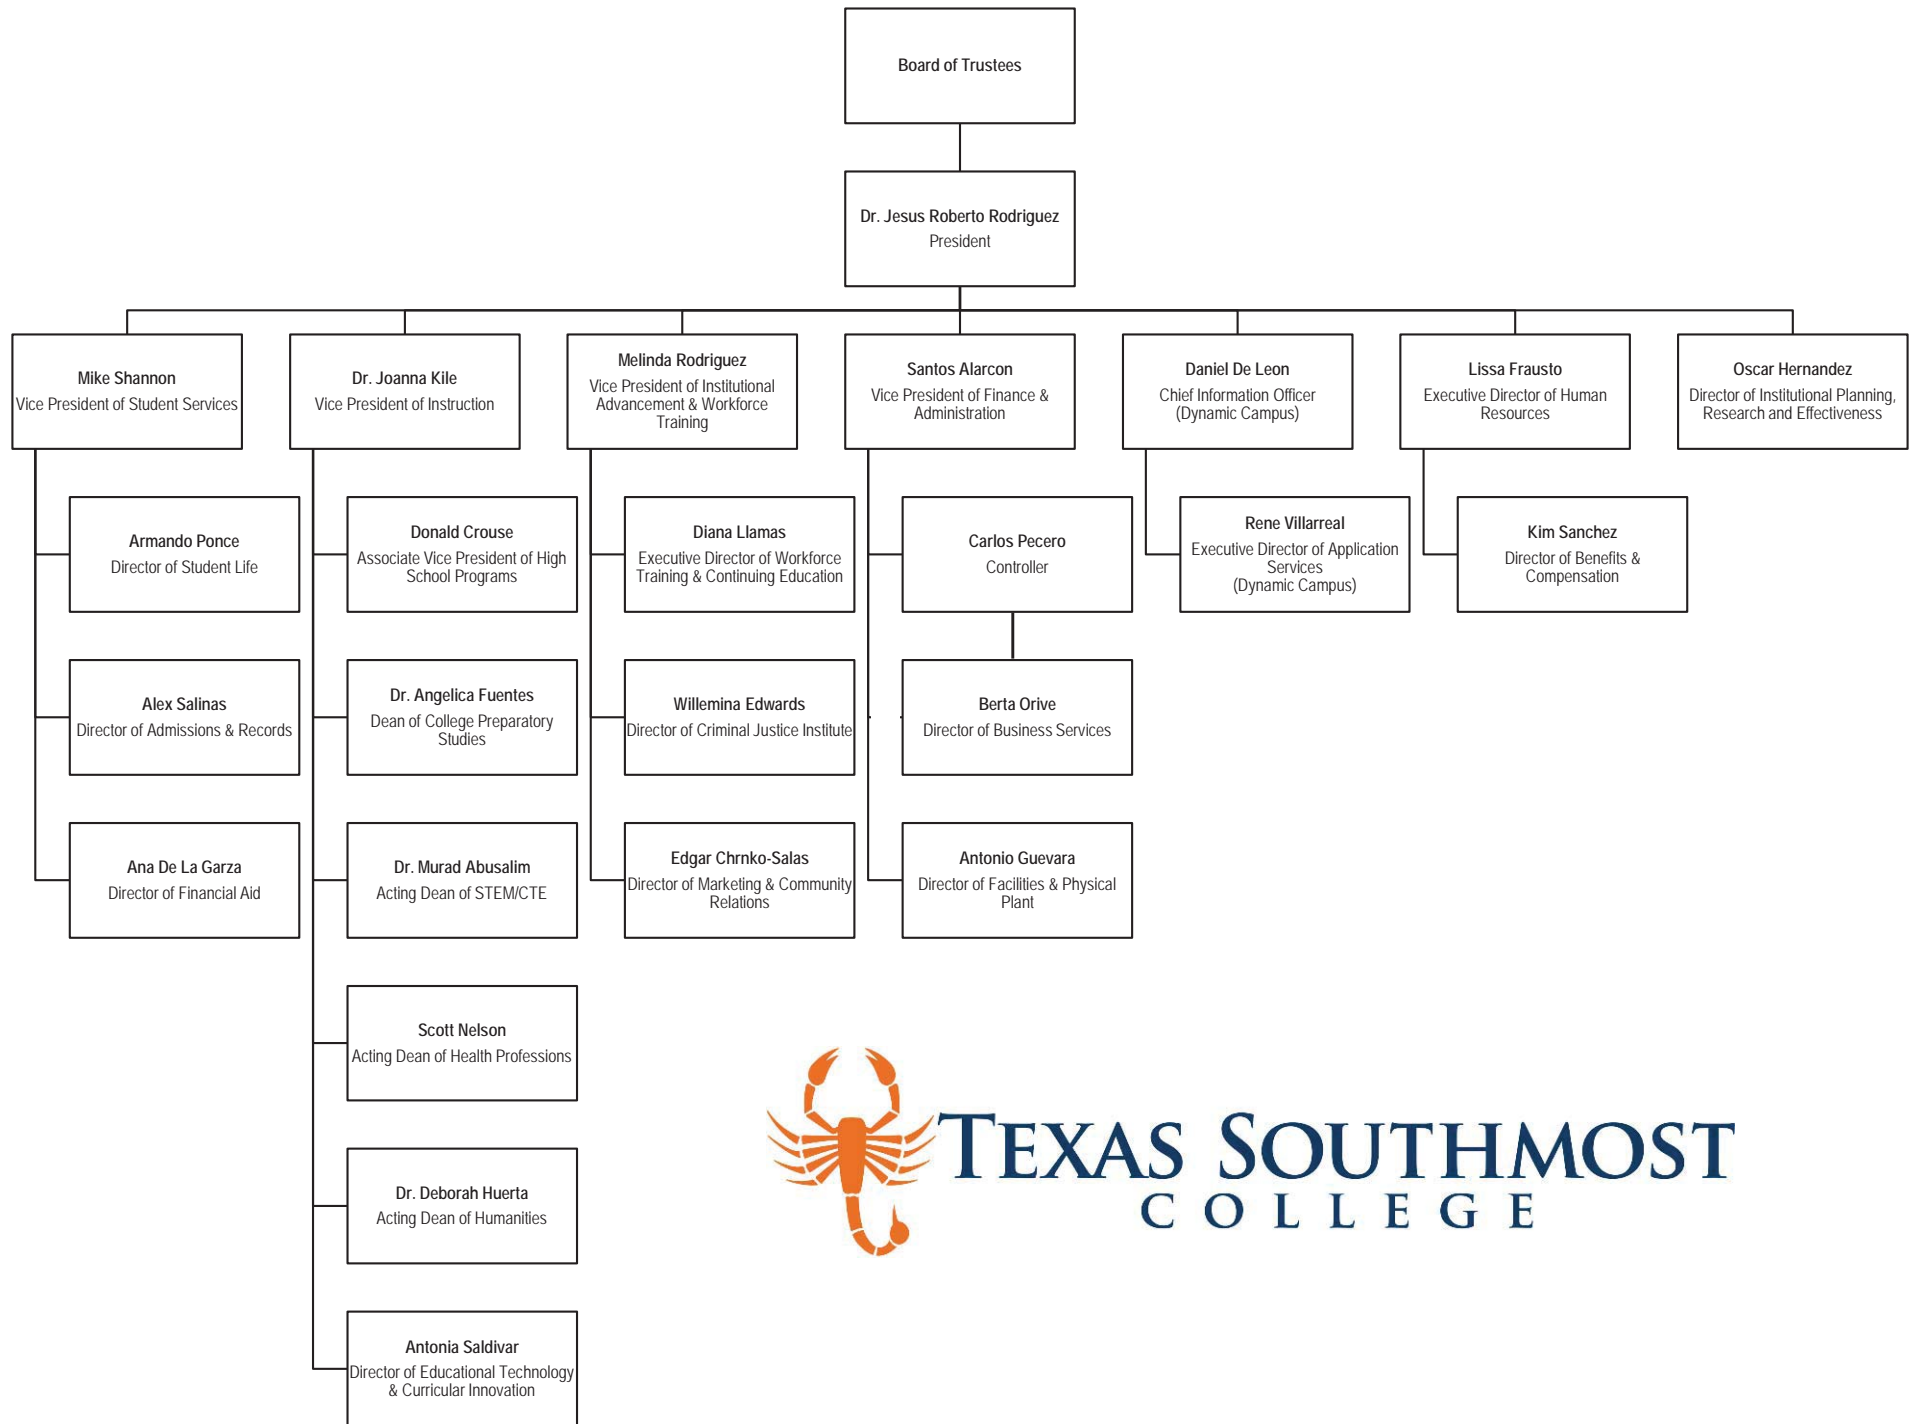 Board of Trustees
Dr. Jesus Roberto Rodriguez
President
Mike Shannon
Vice President of Student Services
Dr. Joanna Kile
Vice President of Instruction
Melinda Rodriguez
Vice President of Institutional
Advancement & Workforce
Training
Santos Alarcon
Vice President of Finance &
Administration
Daniel De Leon
Chief Information Officer
(Dynamic Campus)
Lissa Frausto
Executive Director of Human
Resources
Oscar Hernandez
Director of Institutional Planning,
Research and Effectiveness
Armando Ponce
Director of Student Life
Donald Crouse
Associate Vice President of High
School Programs
Diana Llamas
Executive Director of Workforce
Training & Continuing Education
Carlos Pecero
Controller
Rene Villarreal
Executive Director of Application
Services
(Dynamic Campus)
Kim Sanchez
Director of Benefits &
Compensation
Alex Salinas
Director of Admissions & Records
Dr. Angelica Fuentes
Dean of College Preparatory
Studies
Willemina Edwards
Director of Criminal Justice Institute
Berta Orive
Director of Business Services
Ana De La Garza
Director of Financial Aid
Dr. Murad Abusalim
Acting Dean of STEM/CTE
Edgar Chrnko-Salas
Director of Marketing & Community
Relations
Antonio Guevara
Director of Facilities & Physical
Plant
Scott Nelson
Acting Dean of Health Professions
Dr. Deborah Huerta
Acting Dean of Humanities
Antonia Saldivar
Director of Educational Technology
& Curricular Innovation
TEXAS SOUTHMOST
COLLEGE